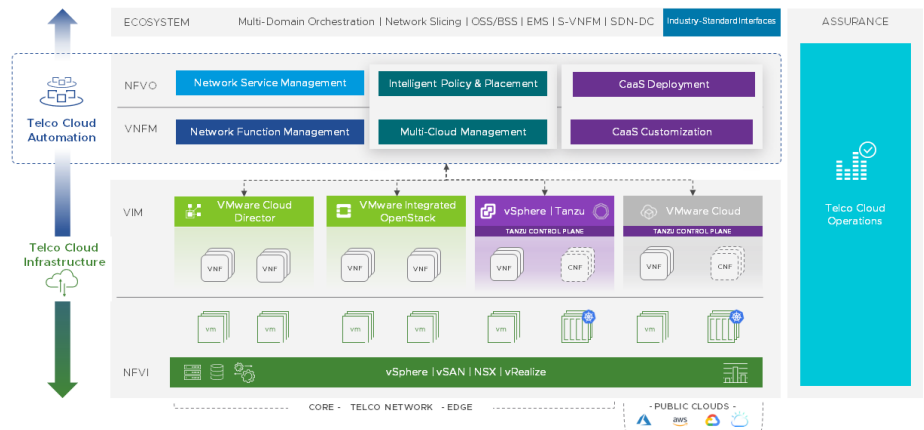 ECOSYSTEM
Multi-Domain Orchestration | Network Slicing | OSS/BSS | EMS | S-VNFM | SDN-DC
Industry-Standard Interfaces
ASSURANCE
Telco Cloud
Automation
NFVO
Network Service Management
Intelligent Policy & Placement
CaaS Deployment
VNFM
Network Function Management
Multi-Cloud Management
CaaS Customization
Telco Cloud
Operations
Telco Cloud
Infrastructure
VIM
VMware Cloud
Director
VMware Integrated
OpenStack
vSphere | Tanzu
VMware Cloud
TANZU CONTROL PLANE
TANZU CONTROL PLANE
VNF
VNF
VNF
VNF
VNF
CNF
VNF
CNF
vm
vm
vm
vm
vm
vm
NFVI
vSphere | vSAN | NSX | vRealize
CORE - TELCO NETWORK - EDGE
- PUBLIC CLOUDS -
aws